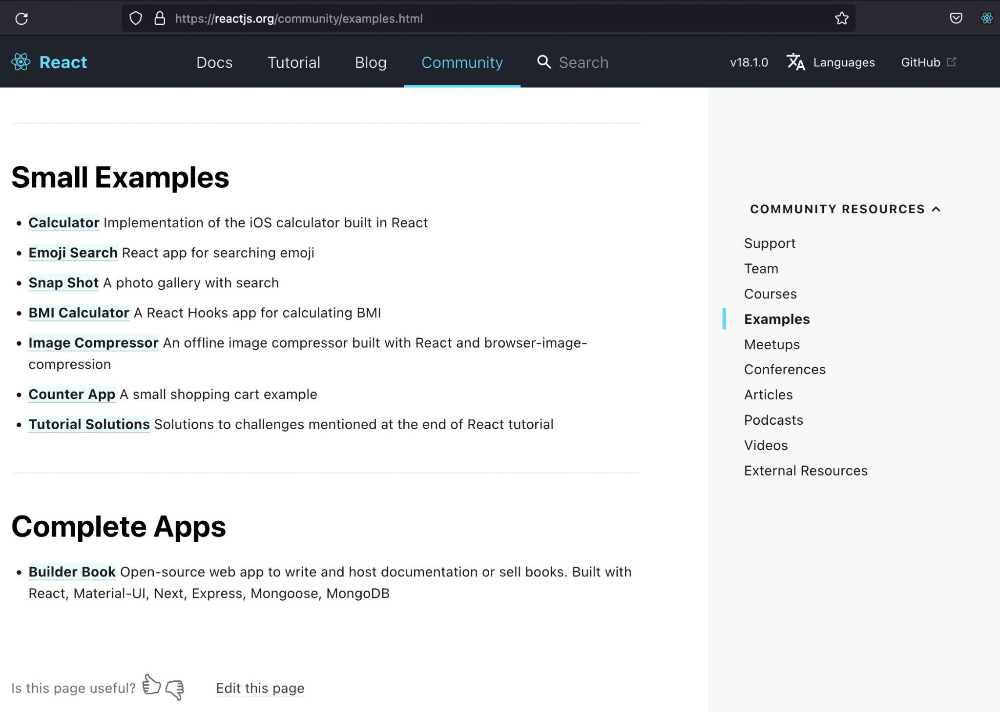 https://reactjs.org/community/examples.html
React
Docs
Tutorial
Blog
Community
Search
v18.1.0
Languages
GitHub
Small Examples
Calculator Implementation of the iOS calculator built in React
Emoji Search React app for searching emoji
Snap Shot A photo gallery with search
BMI Calculator A React Hooks app for calculating BMI
Image Compressor An offline image compressor built with React and browser-image-
compression
Counter App A small shopping cart example
Tutorial Solutions Solutions to challenges mentioned at the end of React tutorial
Complete Apps
Builder Book Open-source web app to write and host documentation or sell books. Built with
React, Material-UI, Next, Express, Mongoose, MongoDB
Is this page useful?
Edit this page
COMMUNITY RESOURCES
Support
Team
Courses
Examples
Meetups
Conferences
Articles
Podcasts
Videos
External Resources